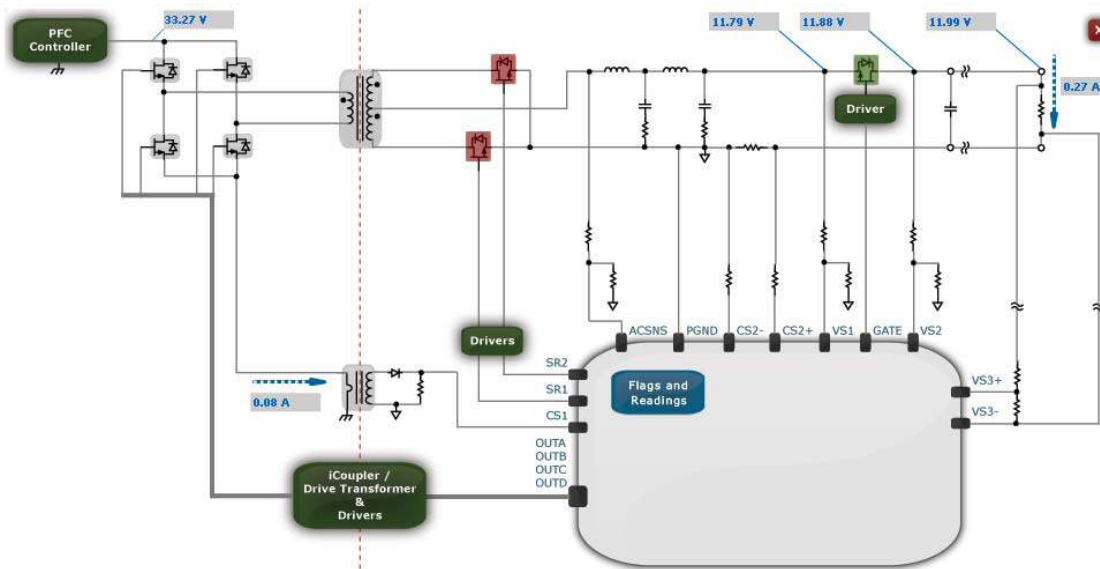 PFC
Controller
33.27 V
11.79 V
11.88 V
11.99 V
X
0.27 A
Driver
Drivers
ACSNS
PGND
CS2-
CS2+
VS1
GATE
VS2
SR2
SR1
CS1
OUTA
OUTB
OUTC
OUTD
Flags and
Readings
VS3+
VS3-
0.08 A
iCoupler /
Drive Transformer
&
Drivers